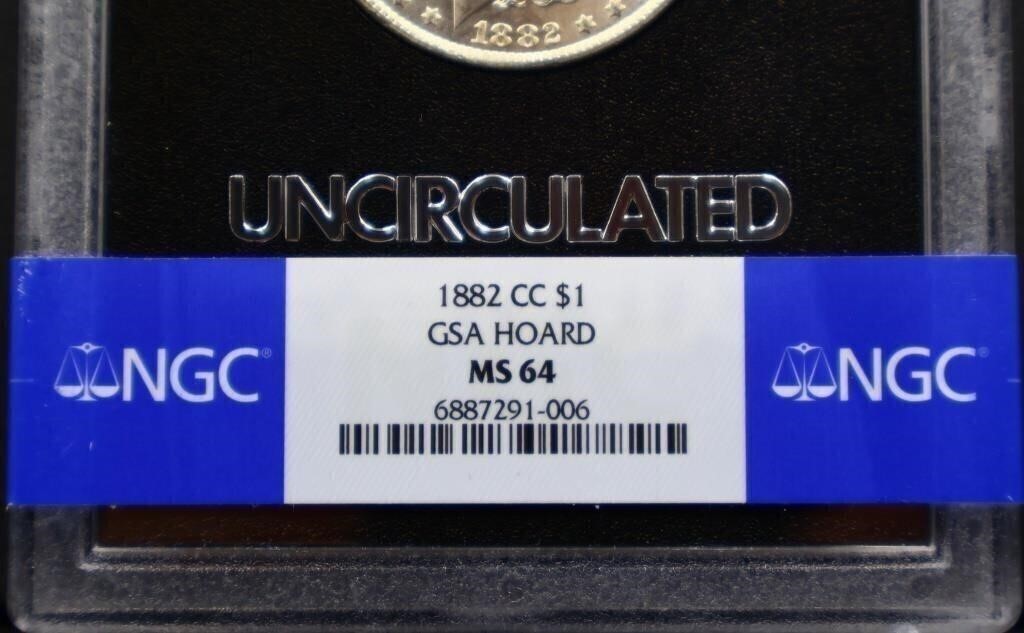 1882
UNCIRCULATED
1882 CC $1
GSA HOARD
NGC®
MS 64
NGC®
6887291-006